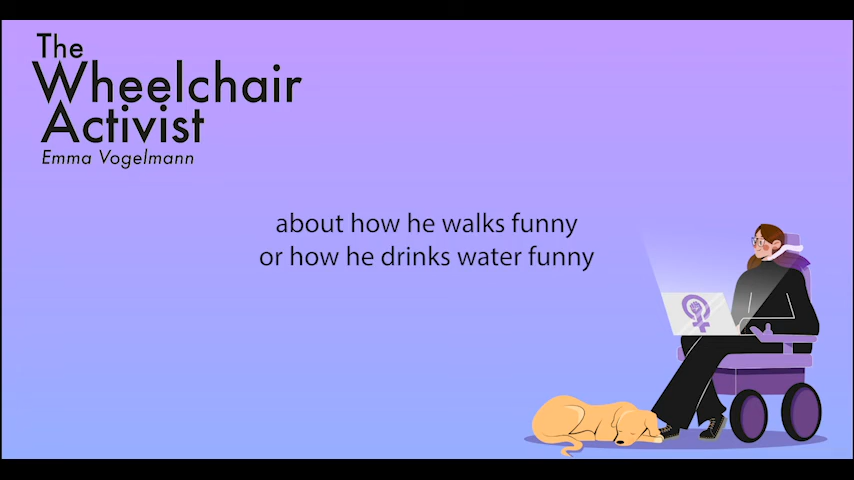 The
Wheelchair
Activist
Emma Vogelmann
about how he walks funny
or how he drinks water funny